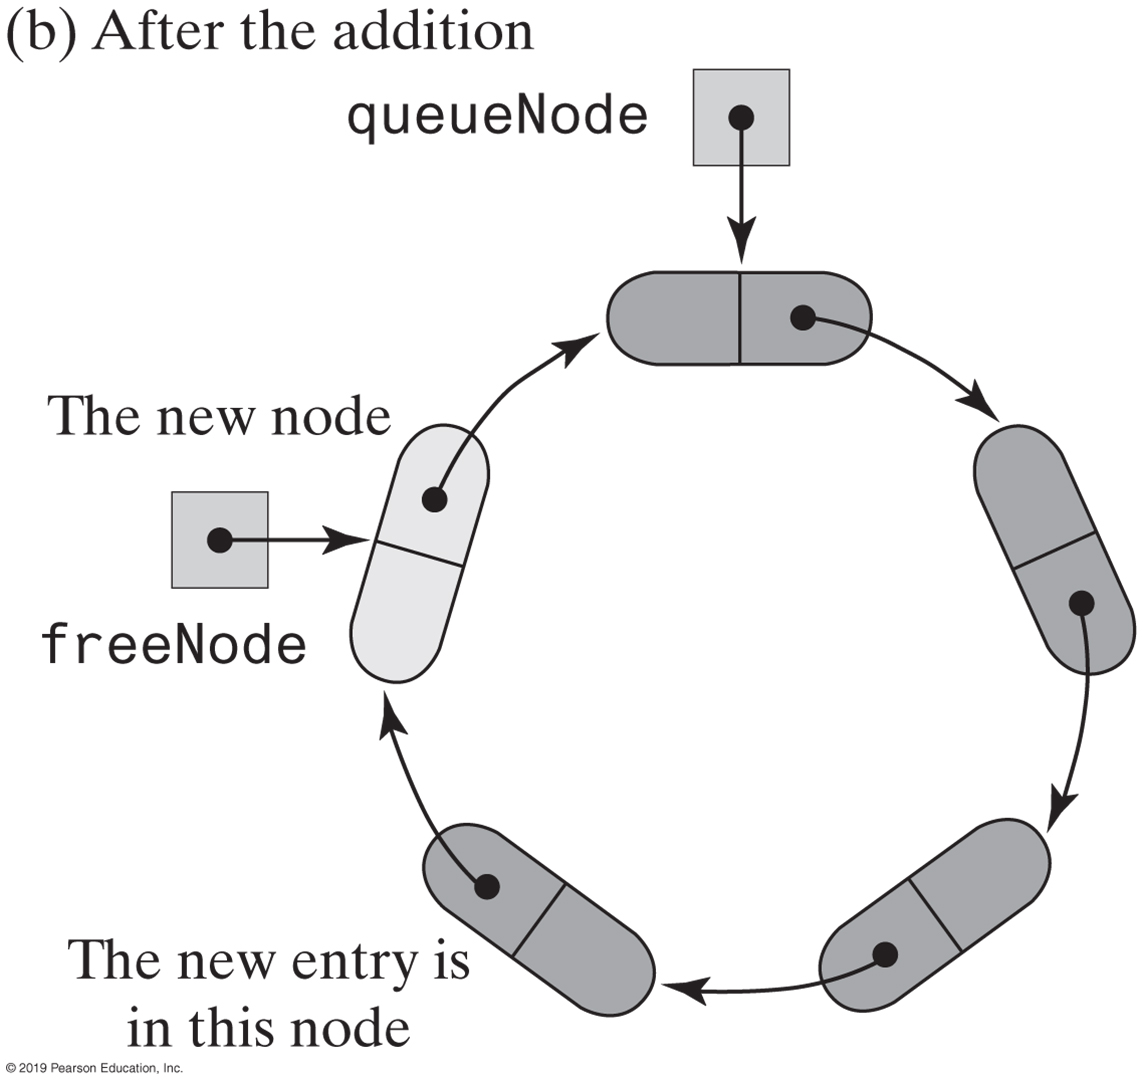 (b) After the addition
queueNode
The new node
freeNode
The new entry is
in this node
© 2019 Pearson Education, Inc.